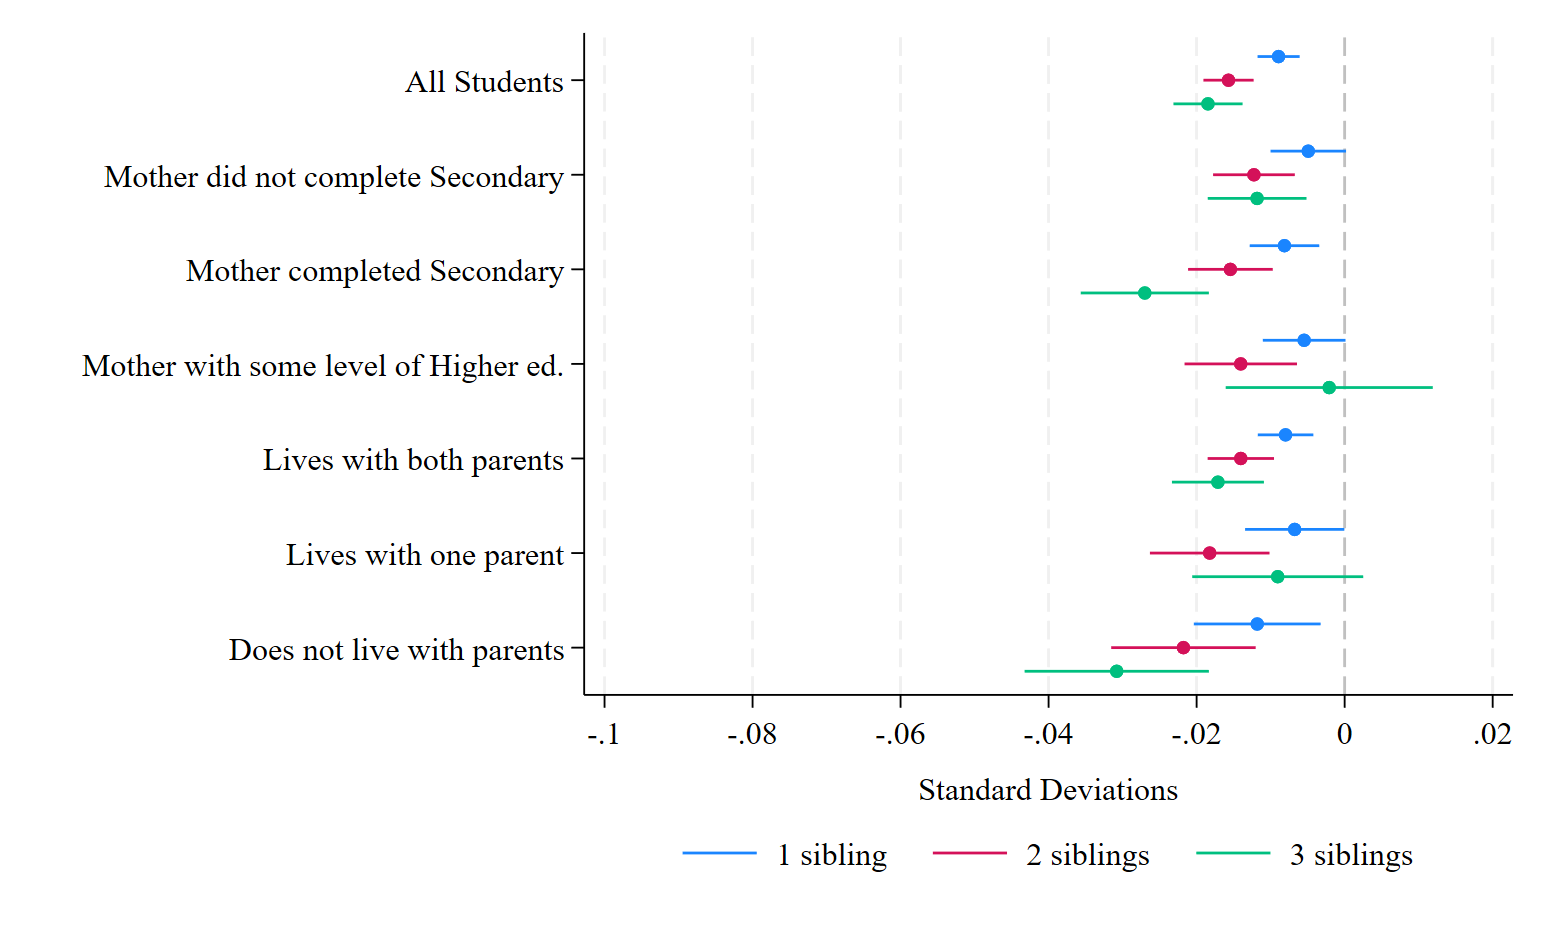 All Students
Mother did not complete Secondary
Mother completed Secondary
Mother with some level of Higher ed.
Lives with both parents
Lives with one parent
Does not live with parents
-.1 -.08 -.06 -.04 -.02 0 .02
Standard Deviations
1 sibling 2 siblings 3 siblings